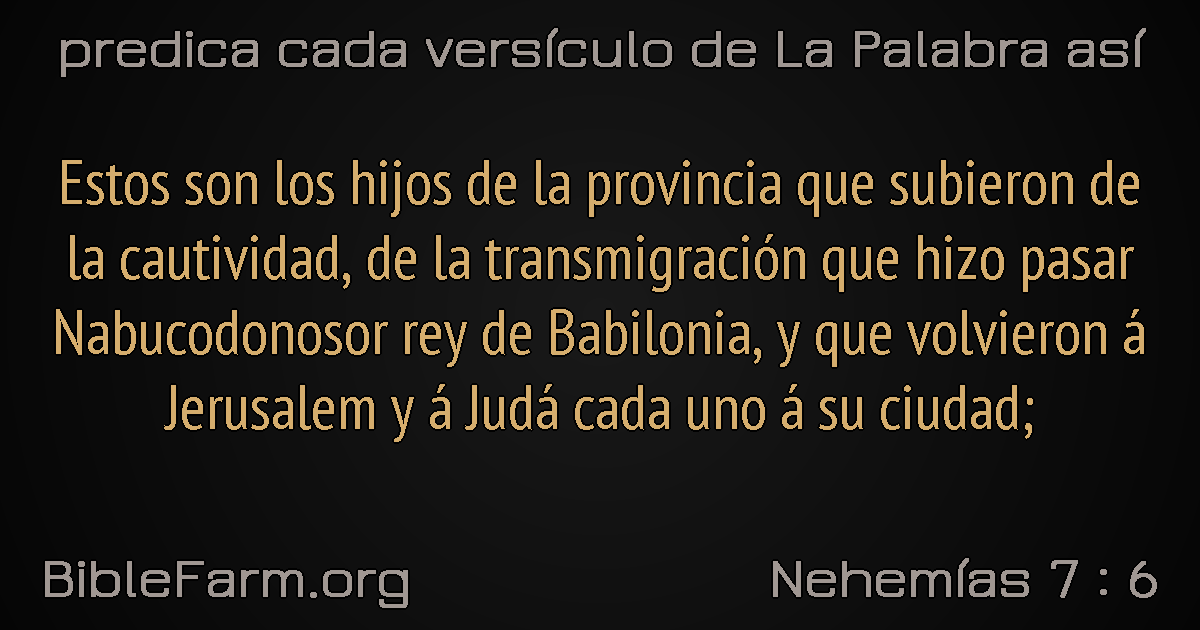 predica cada versículo de La Palabra así
Estos son los hijos de la provincia que subieron de
la cautividad, de la transmigración que hizo pasar
Nabucodonosor rey de Babilonia, y que volvieron á
Jerusalem y á Judá cada uno á su ciudad;
BibleFarm.org
Nehemías 7 : 6